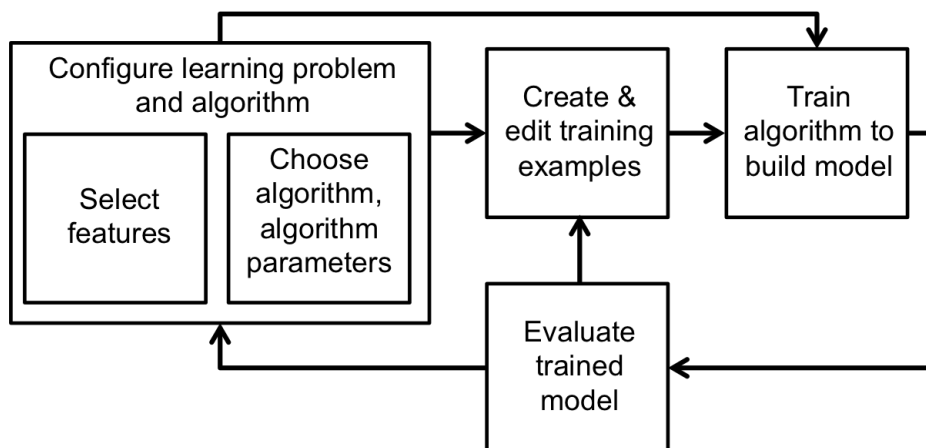 Configure learning problem
and algorithm
Select
features
Choose
algorithm,
algorithm
parameters
Create &
edit training
examples
Train
algorithm to
build model
Evaluate
trained
model